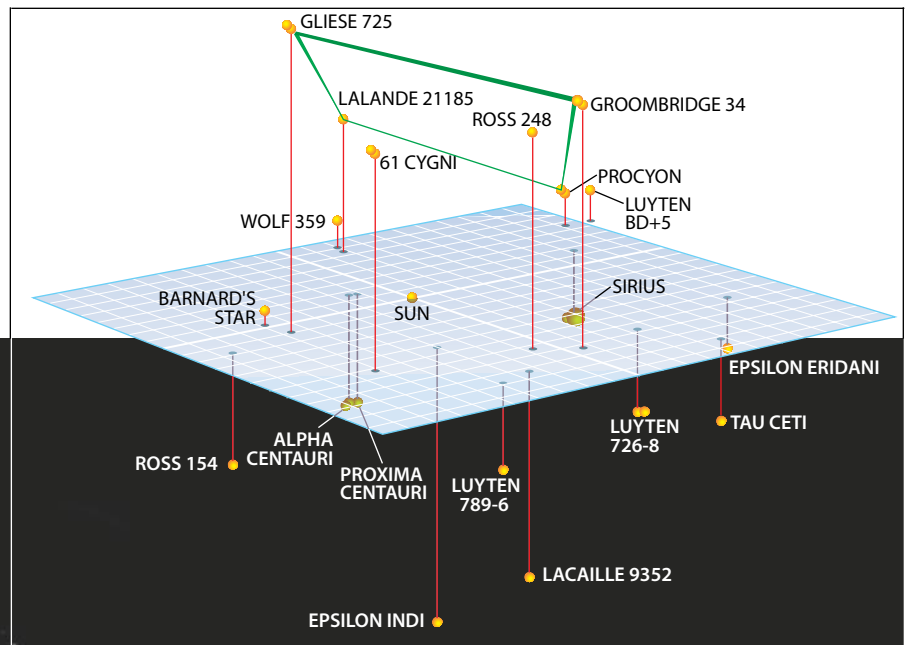 GLIESE 725
LALANDE 21185
ROSS 248
GROOMBRIDGE 34
61 CYGNI
PROCYON
LUYTEN
BD+5
WOLF 359
SIRIUS
BARNARD'S
STAR
SUN
EPSILON ERIDANI
ALPHA
CENTAURI
PROXIMA
CENTAURI
LUYTEN
726-8
TAU CETI
ROSS 154
LUYTEN
789-6
LACAILLE 9352
EPSILON INDI